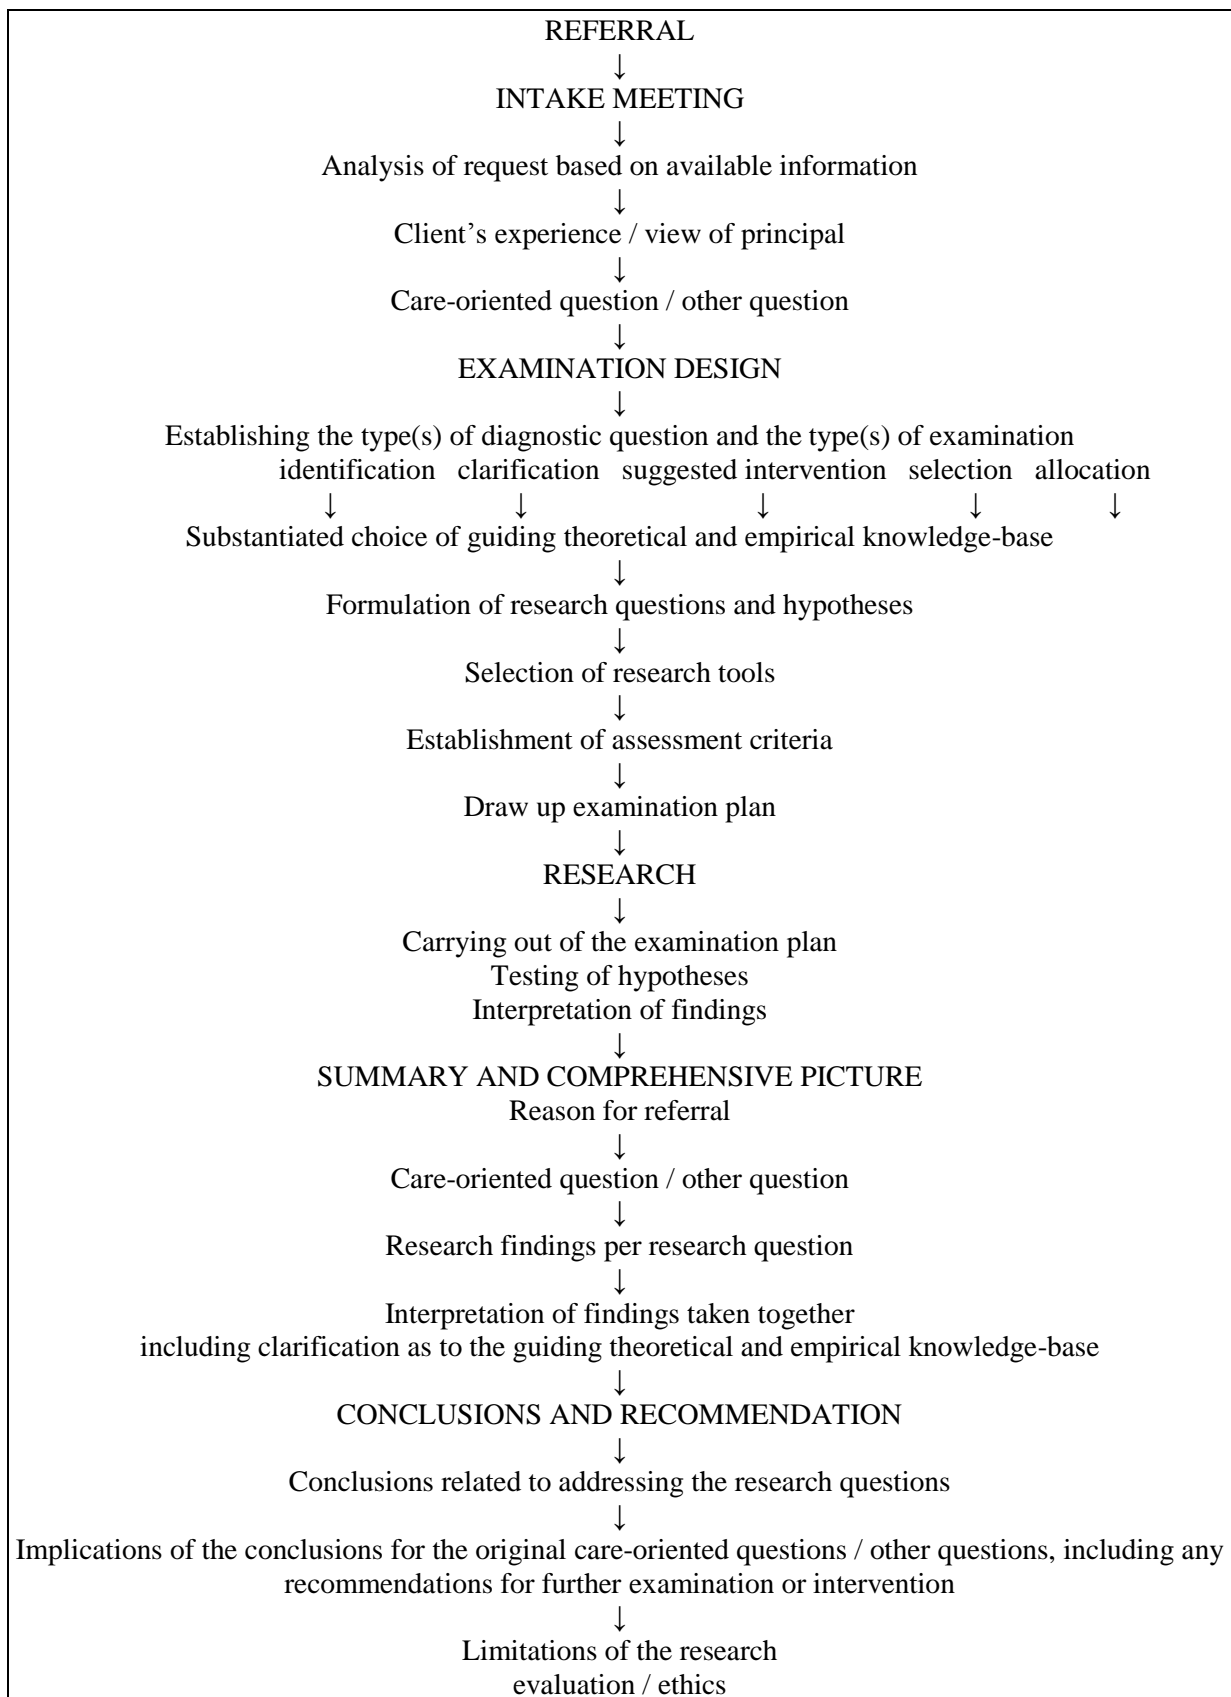 REFERRAL
↓
INTAKE MEETING
↓
Analysis of request based on available information
↓
Client’s experience / view of principal
↓
Care-oriented question / other question
↓
EXAMINATION DESIGN
↓
Establishing the type(s) of diagnostic question and the type(s) of examination
identification clarification suggested intervention selection allocation
↓ ↓ ↓ ↓ ↓
Substantiated choice of guiding theoretical and empirical knowledge-base
↓
Formulation of research questions and hypotheses
↓
Selection of research tools
↓
Establishment of assessment criteria
↓
Draw up examination plan
↓
RESEARCH
↓
Carrying out of the examination plan
Testing of hypotheses
Interpretation of findings
↓
SUMMARY AND COMPREHENSIVE PICTURE
Reason for referral
↓
Care-oriented question / other question
↓
Research findings per research question
↓
Interpretation of findings taken together
including clarification as to the guiding theoretical and empirical knowledge-base
↓
CONCLUSIONS AND RECOMMENDATION
↓
Conclusions related to addressing the research questions
↓
Implications of the conclusions for the original care-oriented questions / other questions, including any
recommendations for further examination or intervention
↓
Limitations of the research
evaluation / ethics